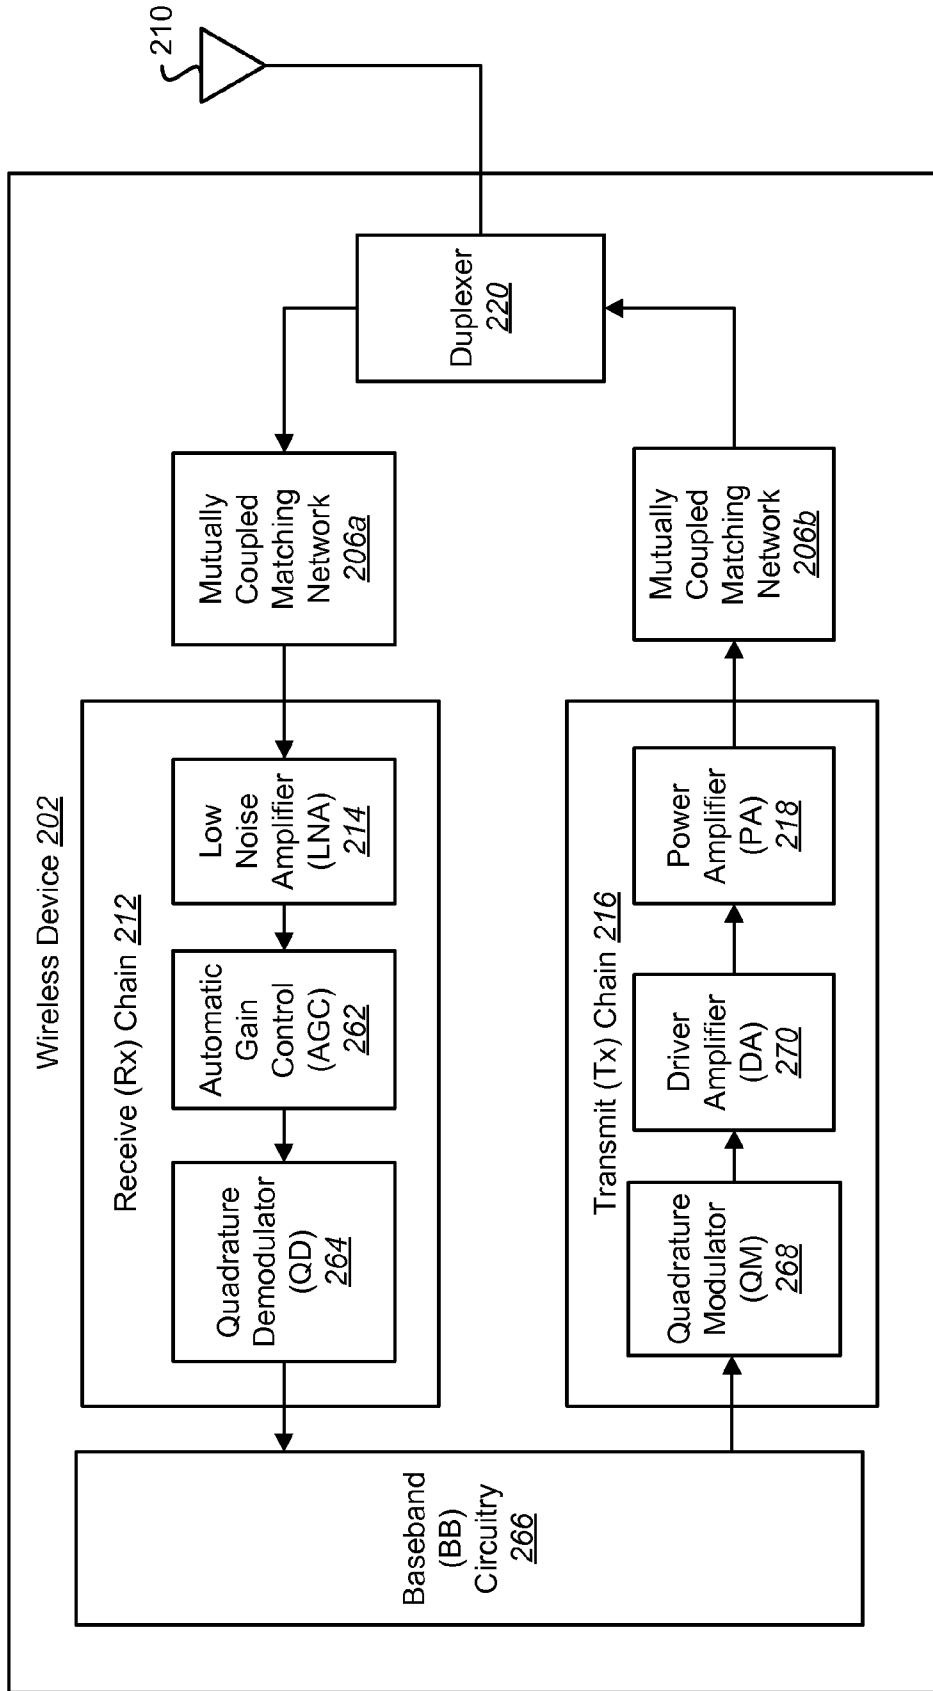 Wireless Device 202
210
Receive (Rx) Chain 212
Quadrature
Demodulator
(QD)
264
Automatic
Gain
Control
(AGC)
262
Low
Noise
Amplifier
(LNA)
214
Mutually
Coupled
Matching
Network
206a
Baseband
(BB)
Circuitry
266
Duplexer
220
Transmit (Tx) Chain 216
Quadrature
Modulator
(QM)
268
Driver
Amplifier
(DA)
270
Power
Amplifier
(PA)
218
Mutually
Coupled
Matching
Network
206b